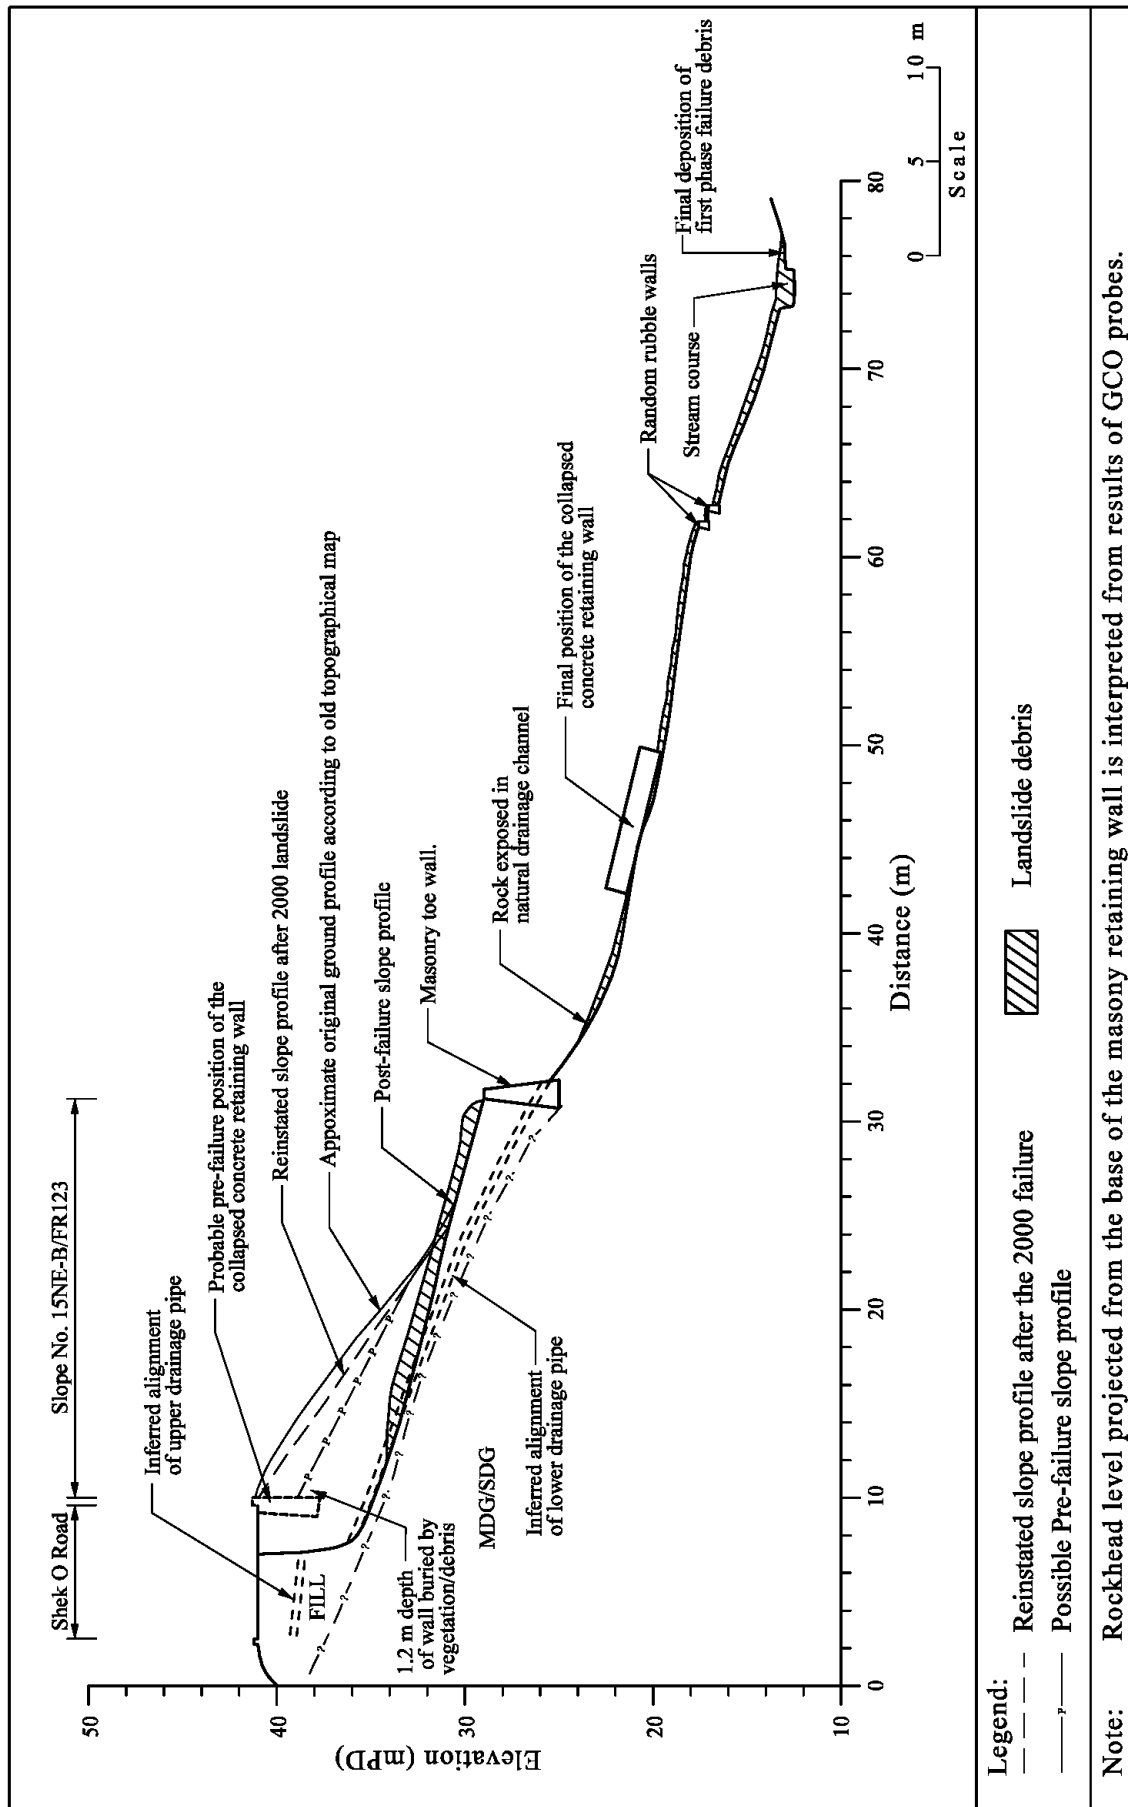 Shek O Road
Slope No. 15NE-B/FR123
Inferred alignment
of upper drainage pipe
Probable pre-failure position of the
collapsed concrete retaining wall
Reinstated slope profile after 2000 landslide
Appoximate original ground profile according to old topographical map
Post-failure slope profile
Masonry toe wall.
Rock exposed in
natural drainage channel
Final position of the collapsed
concrete retaining wall
Random rubble walls
Stream course
Final deposition of
first phase failure debris
FILL
1.2 m depth
of wall buried by
vegetation/debris
MDG/SDG
Inferred alignment
of lower drainage pipe
Elevation (mPD)
50
40
30
20
10
0
10
20
30
40
50
60
70
80
Distance (m)
0
5
10 m
Scale
Legend:
Reinstated slope profile after the 2000 failure
Landslide debris
P
Possible Pre-failure slope profile
Note:
Rockhead level projected from the base of the masony retaining wall is interpreted from results of GCO probes.